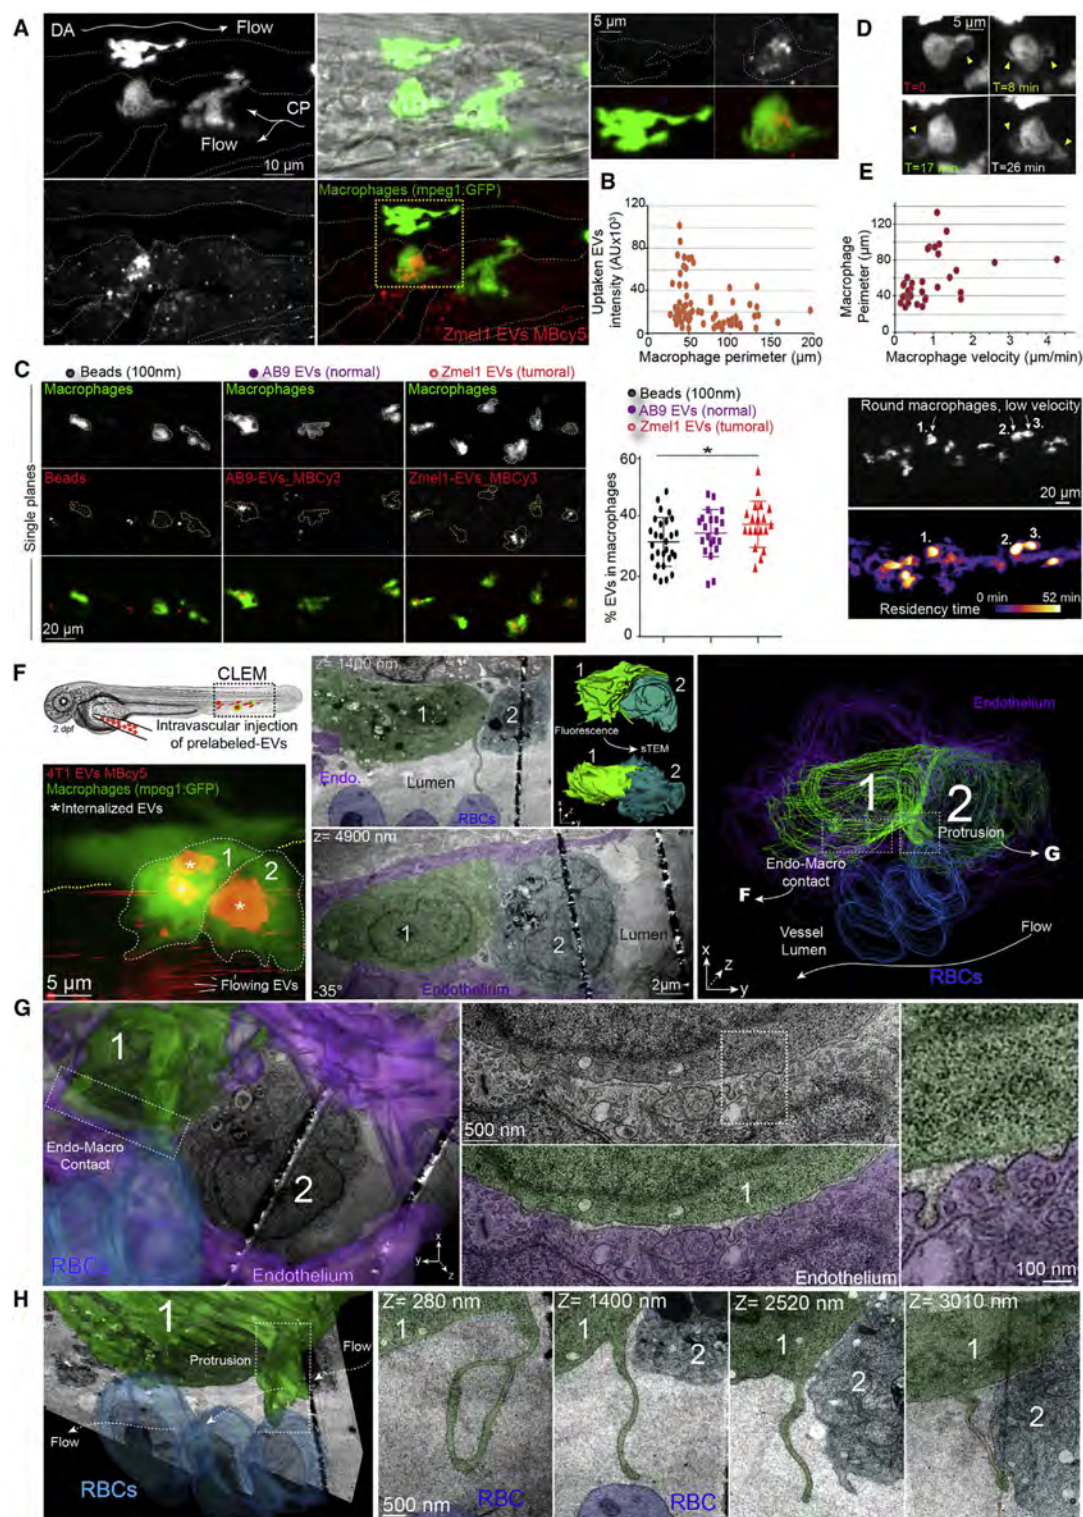 A
DA
Flow
CP
Flow
10 µm
Macrophages (mpeg1:GFP)
Zmel1 EVs MBcy5
5 µm
B
Uptaken EVs
intensity (AUx10³)
120
80
40
0
0 50 100 150 200
Macrophage perimeter (µm)
C
Beads (100nm)
AB9 EVs (normal)
Zmel1 EVs (tumoral)
Macrophages
Macrophages
Macrophages
Beads
AB9-EVs_MBCy3
Zmel1-EVs_MBCy3
Single planes
20 µm
Beads (100nm)
AB9 EVs (normal)
Zmel1 EVs (tumoral)
*
% EVs in macrophages
60
40
20
0
D
5 µm
T=0
T=8 min
T=17 min
T=26 min
E
Macrophage
Peimeter (µm)
120
80
40
0
0 1 2 3 4
Macrophage velocity (µm/min)
Round macrophages, low velocity
1. 2. 3.
20 µm
1. 2. 3.
0 min 52 min
Residency time
F
CLEM
2 dpf
Intravascular injection
of prelabeled-EVs
4T1 EVs MBcy5
Macrophages (mpeg1:GFP)
*Internalized EVs
1
2
* * *
5 µm
Flowing EVs
z= 1400 nm
1
2
Endo.
Lumen
RBCs
1
2
Fluorescence
sTEM
1
2
z= 4900 nm
1
2
Lumen
Endothelium
-35°
2µm
Endothelium
1
2
Protrusion
G
Endo-Macro
contact
F
Vessel
Lumen
Flow
RBCs
x
z
y
G
1
Endo-Macro
Contact
2
RBCs
Endothelium
x
y
z
500 nm
1
Endothelium
100 nm
H
1
Protrusion
Flow
Flow
RBCs
Z= 280 nm
1
500 nm
RBC
Z= 1400 nm
1
2
RBC
Z= 2520 nm
1
2
Z= 3010 nm
1
2